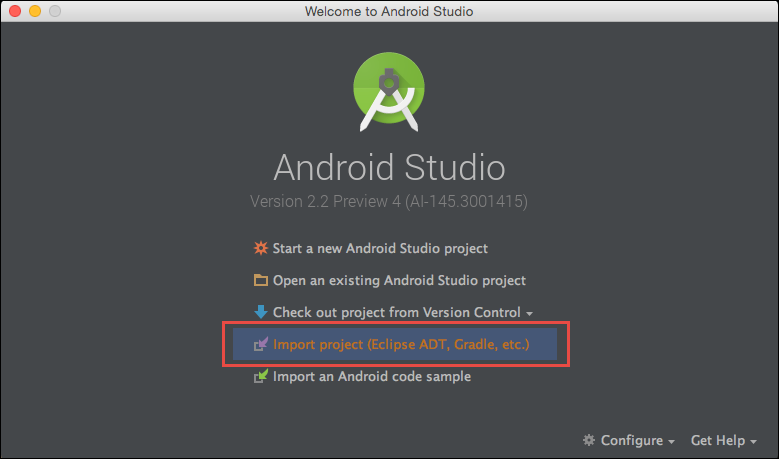 Welcome to Android Studio
Android Studio
Version 2.2 Preview 4 (AI-145.3001415)
Start a new Android Studio project
Open an existing Android Studio project
Check out project from Version Control
Import project (Eclipse ADT, Gradle, etc.)
Import an Android code sample
Configure Get Help